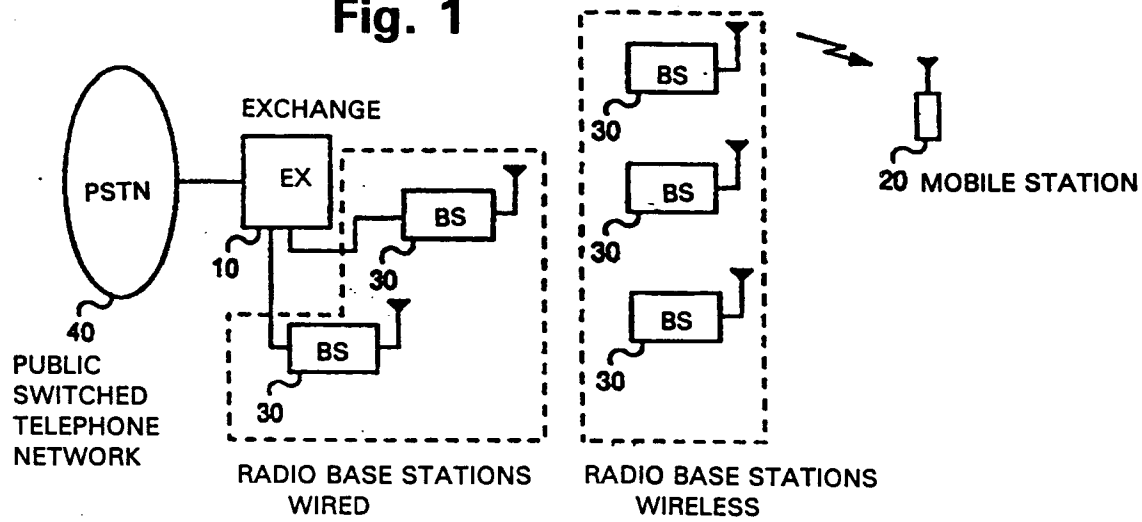 Fig. 1
EXCHANGE
PSTN
EX
BS
10
30
40
BS
30
PUBLIC
SWITCHED
TELEPHONE
NETWORK
RADIO BASE STATIONS
WIRED
BS
30
BS
30
BS
30
RADIO BASE STATIONS
WIRELESS
20 MOBILE STATION